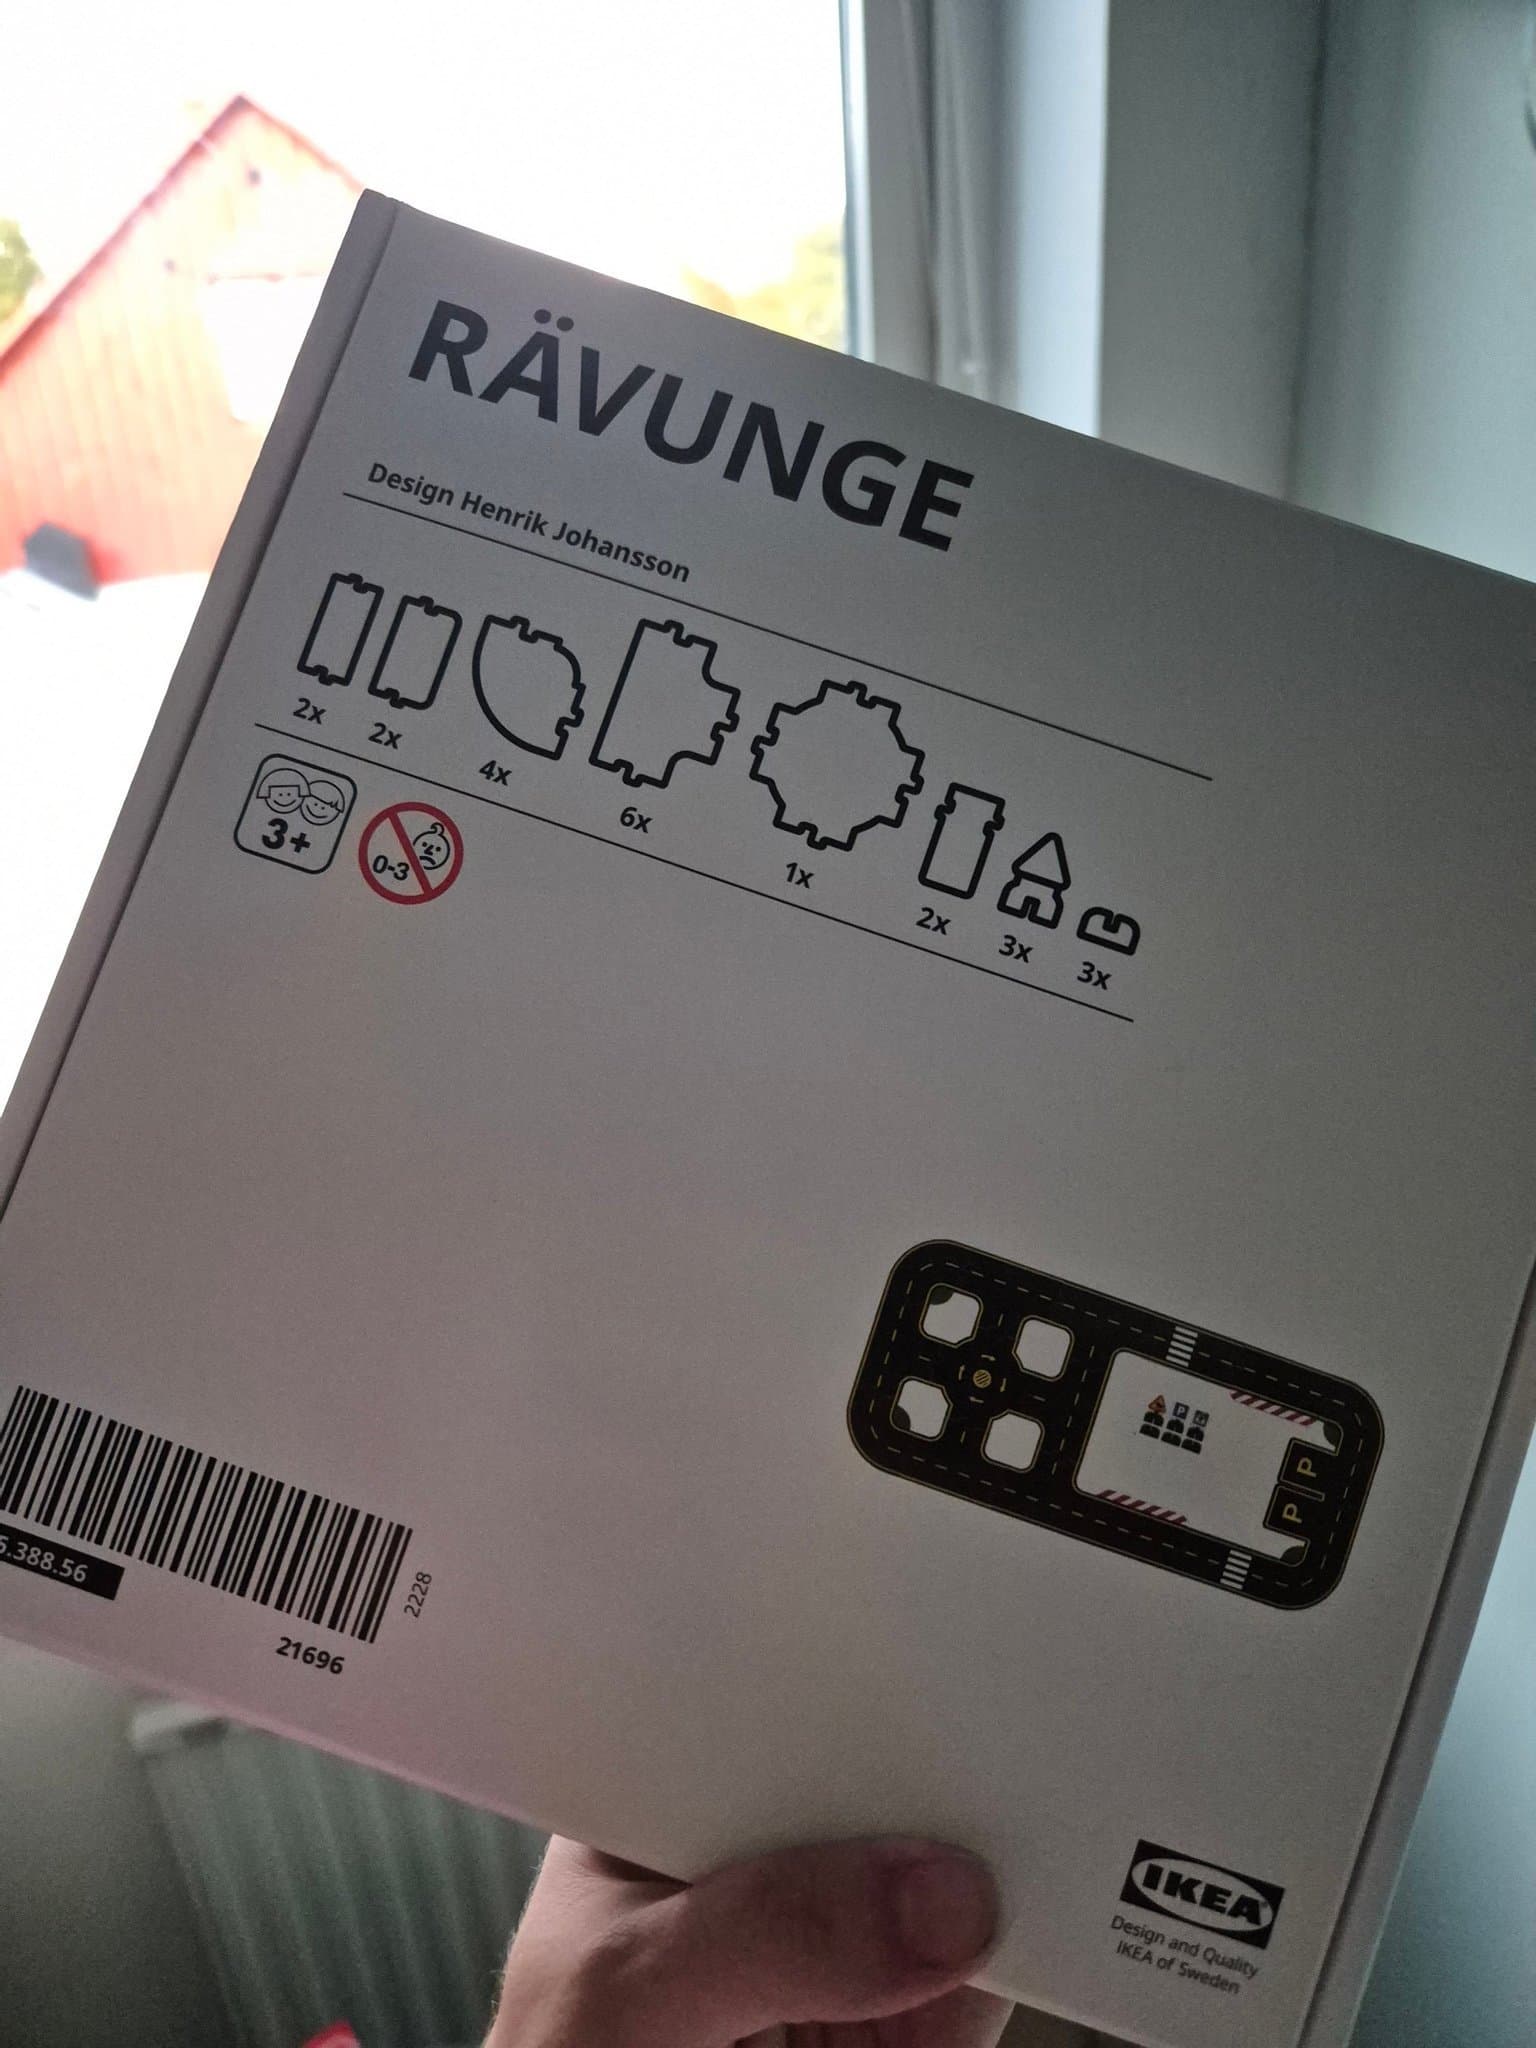 RÄVUNGE
Design Henrik Johansson
2x 2x 4x 6x 1x 2x 3x 3x
3+ 0-3
P
P P
.388.56
2228
21696
IKEA
Design and Quality
IKEA of Sweden